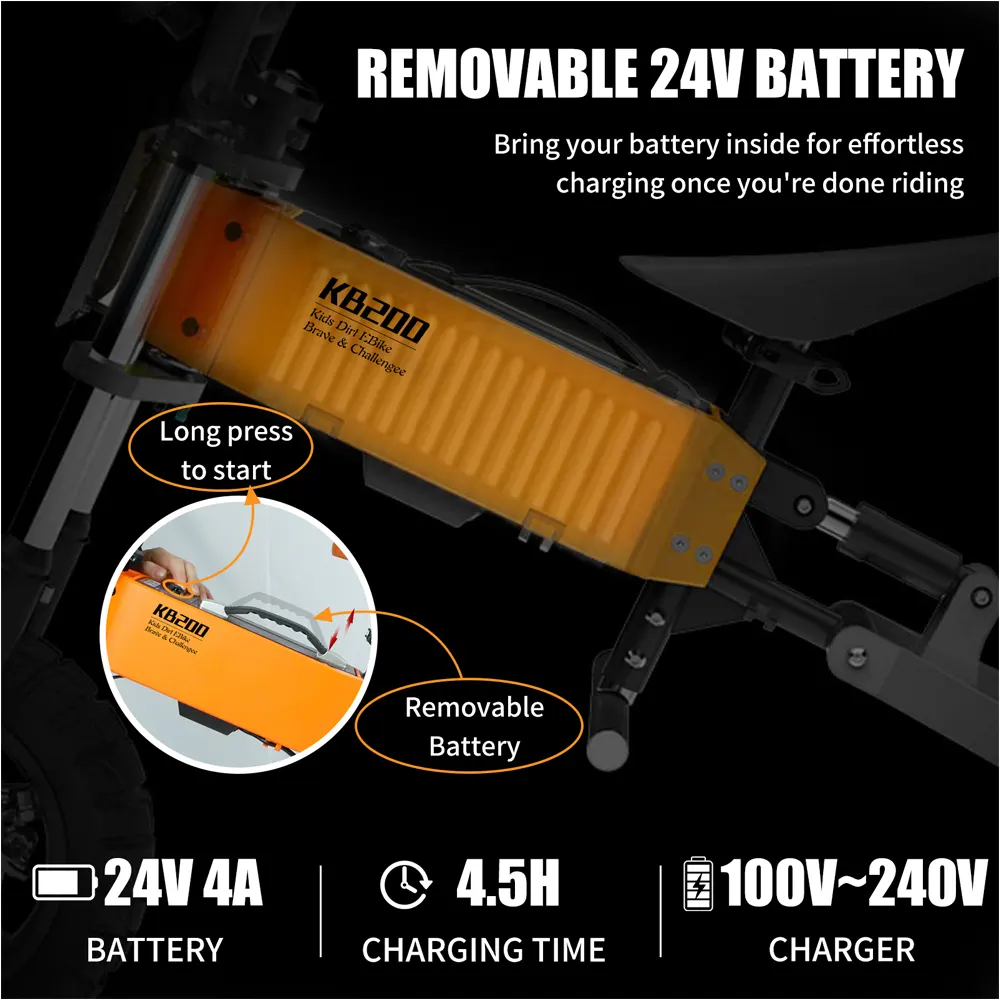 REMOVABLE 24V BATTERY
Bring your battery inside for effortless
charging once you're done riding
KB200
Kids Dirt EBike
Brave & Challengee
Long press
to start
KB200
Kids Dirt EBike
Brave & Challengee
Removable
Battery
24V 4A
BATTERY
4.5H
CHARGING TIME
100V~240V
CHARGER